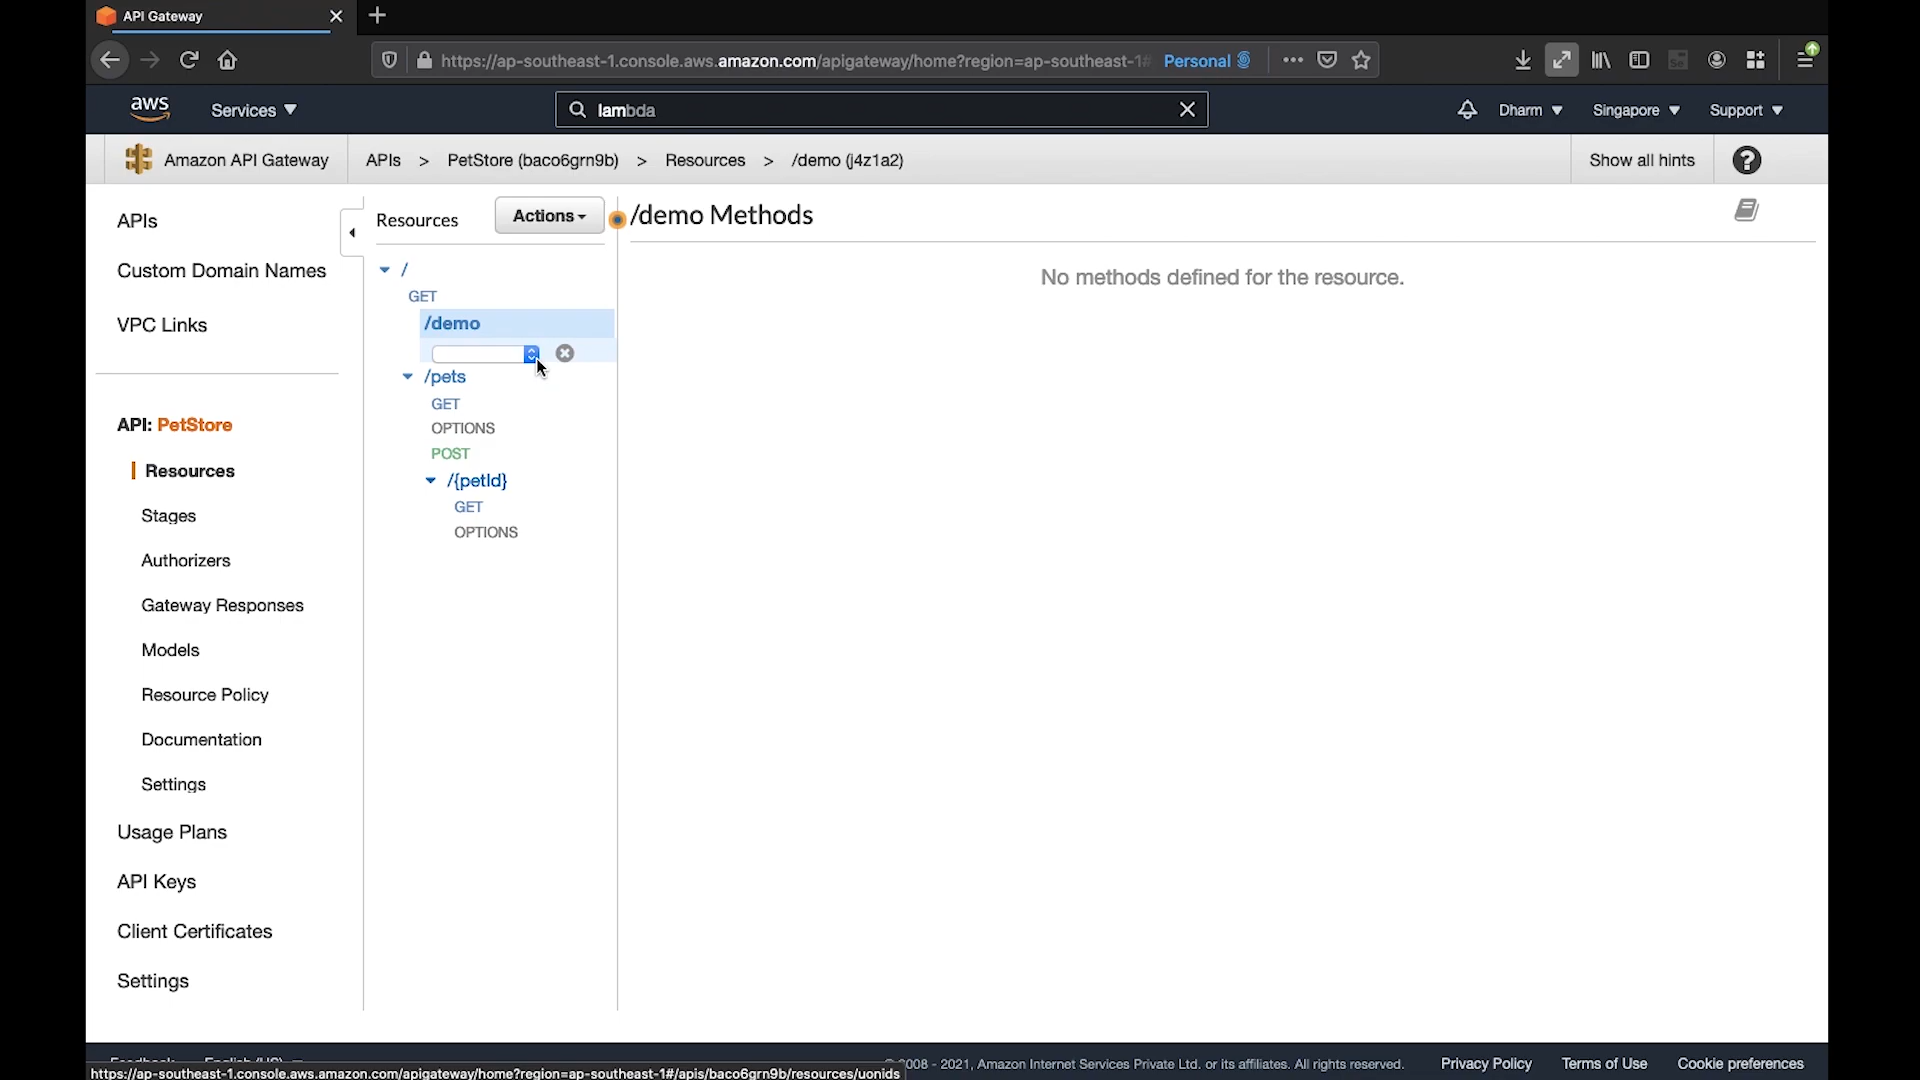 API Gateway
https://ap-southeast-1.console.aws.amazon.com/apigateway/home?region=ap-southeast-1# Personal
aws Services lambda Dharm Singapore Support
Amazon API Gateway APIs > PetStore (baco6grn9b) > Resources > /demo (j4z1a2) Show all hints ?
APIs
Custom Domain Names
VPC Links
API: PetStore
Resources
Stages
Authorizers
Gateway Responses
Models
Resource Policy
Documentation
Settings
Usage Plans
API Keys
Client Certificates
Settings
Resources Actions
/
GET
/demo
/pets
GET
OPTIONS
POST
/{petId}
GET
OPTIONS
/demo Methods
No methods defined for the resource.
2008 - 2021, Amazon Internet Services Private Ltd. or its affiliates. All rights reserved. Privacy Policy Terms of Use Cookie preferences
https://ap-southeast-1.console.aws.amazon.com/apigateway/home?region=ap-southeast-1#/apis/baco6grn9b/resources/uonids